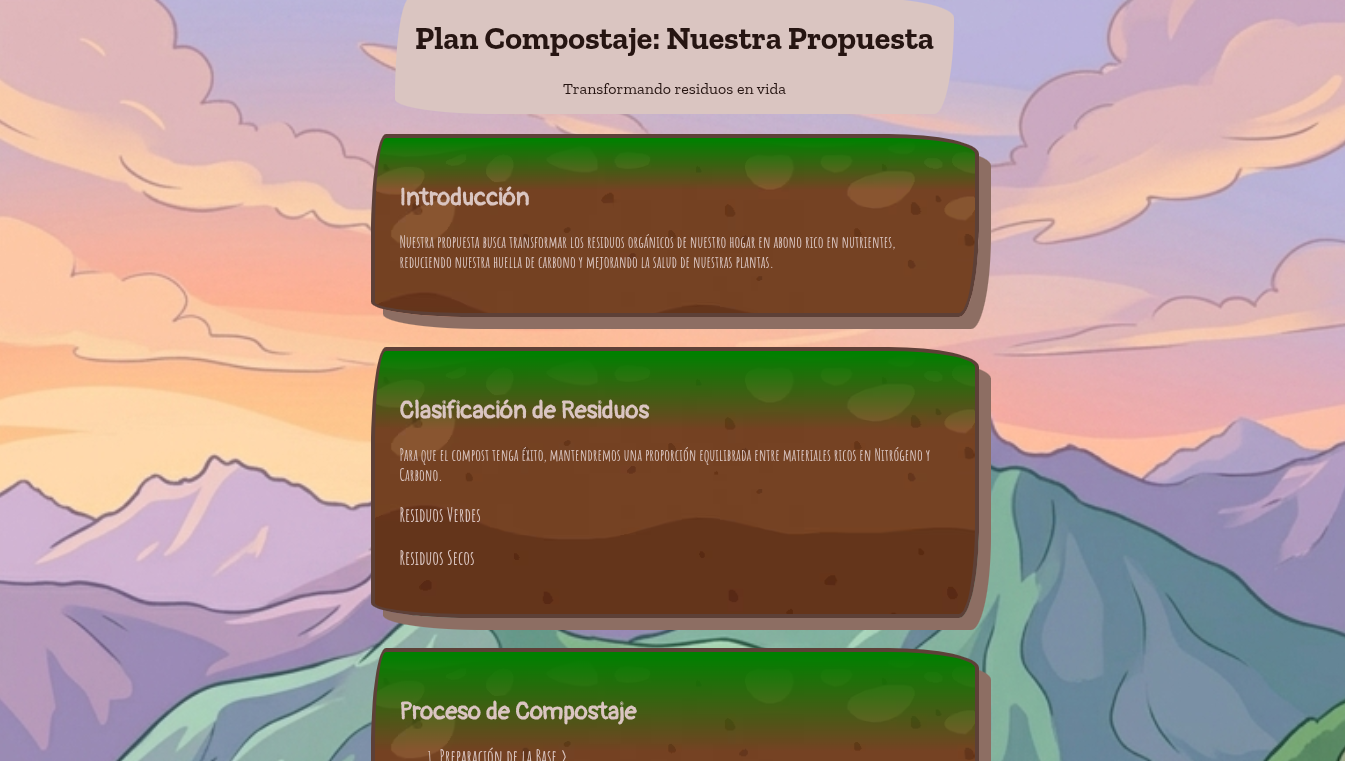 Plan Compostaje: Nuestra Propuesta
Transformando residuos en vida
Introducción
Nuestra propuesta busca transformar los residuos orgánicos de nuestro hogar en abono rico en nutrientes,
reduciendo nuestra huella de carbono y mejorando la salud de nuestras plantas.
Clasificación de Residuos
Para que el compost tenga éxito, mantendremos una proporción equilibrada entre materiales ricos en Nitrógeno y
Carbono.
Residuos Verdes
Residuos Secos
Proceso de Compostaje
1. Preparación de la Base >